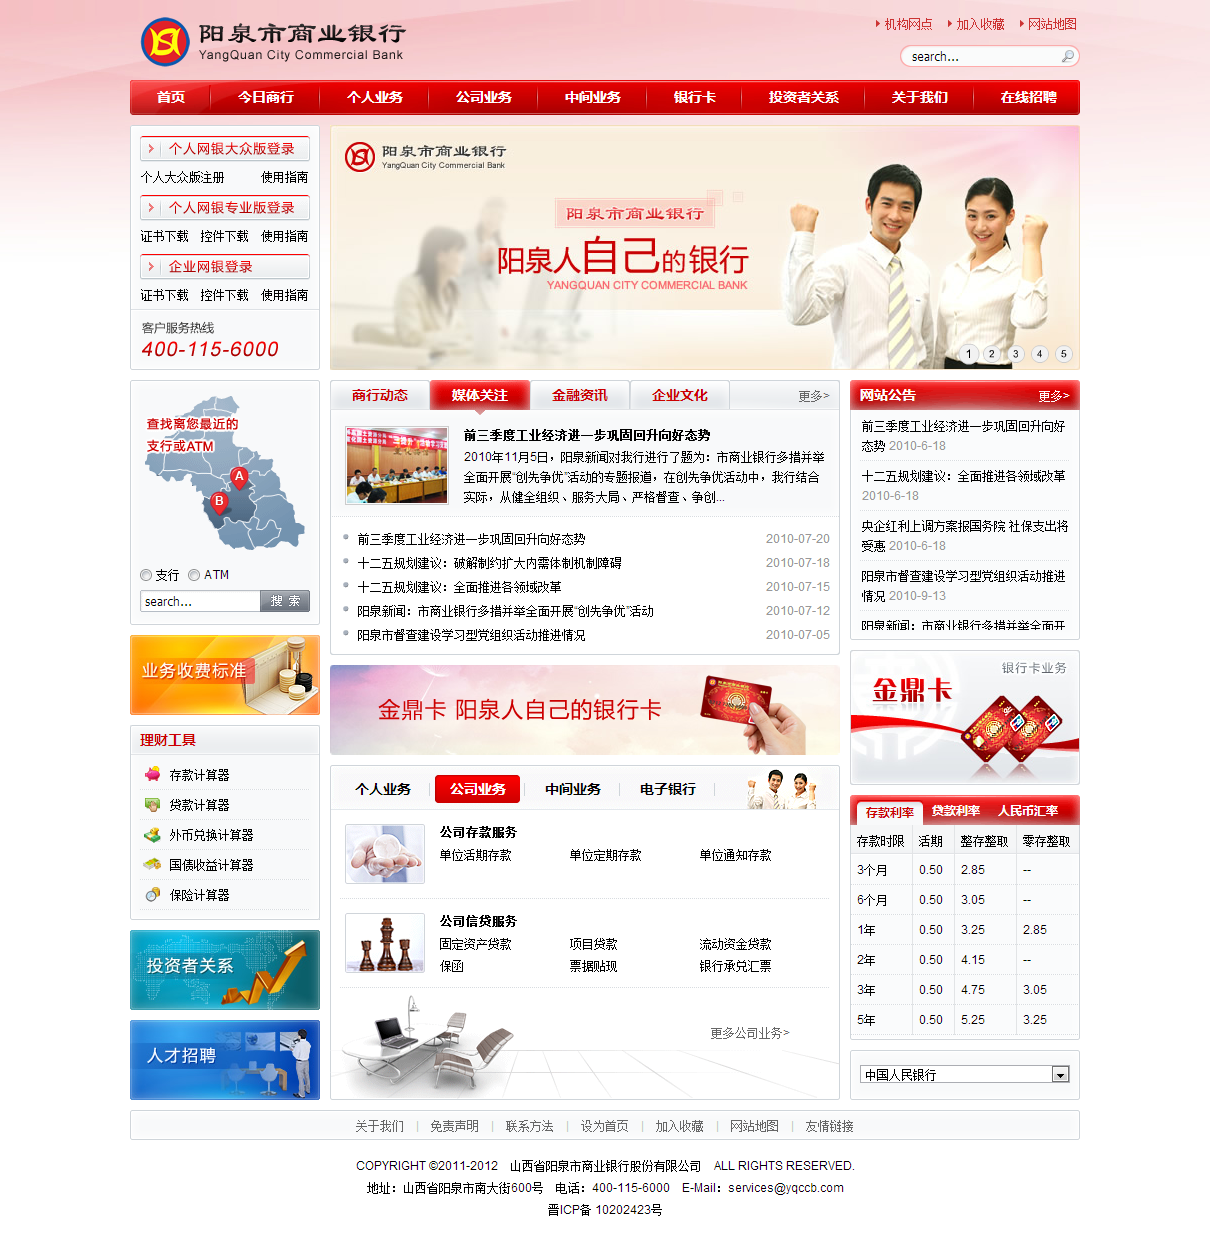 阳泉市商业银行
YangQuan City Commercial Bank
机构网点 加入收藏 网站地图
search...
首页 今日商行 个人业务 公司业务 中间业务 银行卡 投资者关系 关于我们 在线招聘
个人网银大众版登录
个人大众版注册 使用指南
个人网银专业版登录
证书下载 控件下载 使用指南
企业网银登录
证书下载 控件下载 使用指南
客户服务热线
400-115-6000
阳泉市商业银行
YangQuan City Commercial Bank
阳泉市商业银行
阳泉人自己的银行
YANGQUAN CITY COMMERCIAL BANK
1 2 3 4 5
查找离您最近的
支行或ATM
A
B
支行 ATM
search...
搜 索
商行动态 媒体关注 金融资讯 企业文化 更多>
前三季度工业经济进一步巩固回升向好态势
2010年11月5日，阳泉新闻对我行进行了题为：市商业银行多措并举
全面开展“创先争优”活动的专题报道，在创先争优活动中，我行结合
实际，从健全组织、服务大局、严格督查、争创...
前三季度工业经济进一步巩固回升向好态势 2010-07-20
十二五规划建议：破解制约扩大内需体制机制障碍 2010-07-18
十二五规划建议：全面推进各领域改革 2010-07-15
阳泉新闻：市商业银行多措并举全面开展“创先争优”活动 2010-07-12
阳泉市督查建设学习型党组织活动推进情况 2010-07-05
网站公告 更多>
前三季度工业经济进一步巩固回升向好
态势 2010-6-18
十二五规划建议：全面推进各领域改革
2010-6-18
央企红利上调方案报国务院 社保支出将
受惠 2010-6-18
阳泉市督查建设学习型党组织活动推进
情况 2010-9-13
阳泉新闻：市商业银行多措并举全面开
业务收费标准
理财工具
存款计算器
贷款计算器
外币兑换计算器
国债收益计算器
保险计算器
投资者关系
人才招聘
金鼎卡 阳泉人自己的银行卡
个人业务 公司业务 中间业务 电子银行
公司存款服务
单位活期存款 单位定期存款 单位通知存款
公司信贷服务
固定资产贷款 项目贷款 流动资金贷款
保函 票据贴现 银行承兑汇票
更多公司业务>
银行卡业务
金鼎卡
存款利率 贷款利率 人民币汇率
存款时限 活期 整存整取 零存整取
3个月 0.50 2.85 --
6个月 0.50 3.05 --
1年 0.50 3.25 2.85
2年 0.50 4.15 --
3年 0.50 4.75 3.05
5年 0.50 5.25 3.25
中国人民银行
关于我们 | 免责声明 | 联系方法 | 设为首页 | 加入收藏 | 网站地图 | 友情链接
COPYRIGHT ©2011-2012 山西省阳泉市商业银行股份有限公司 ALL RIGHTS RESERVED.
地址：山西省阳泉市南大街600号 电话：400-115-6000 E-Mail：services@yqccb.com
晋ICP备 10202423号